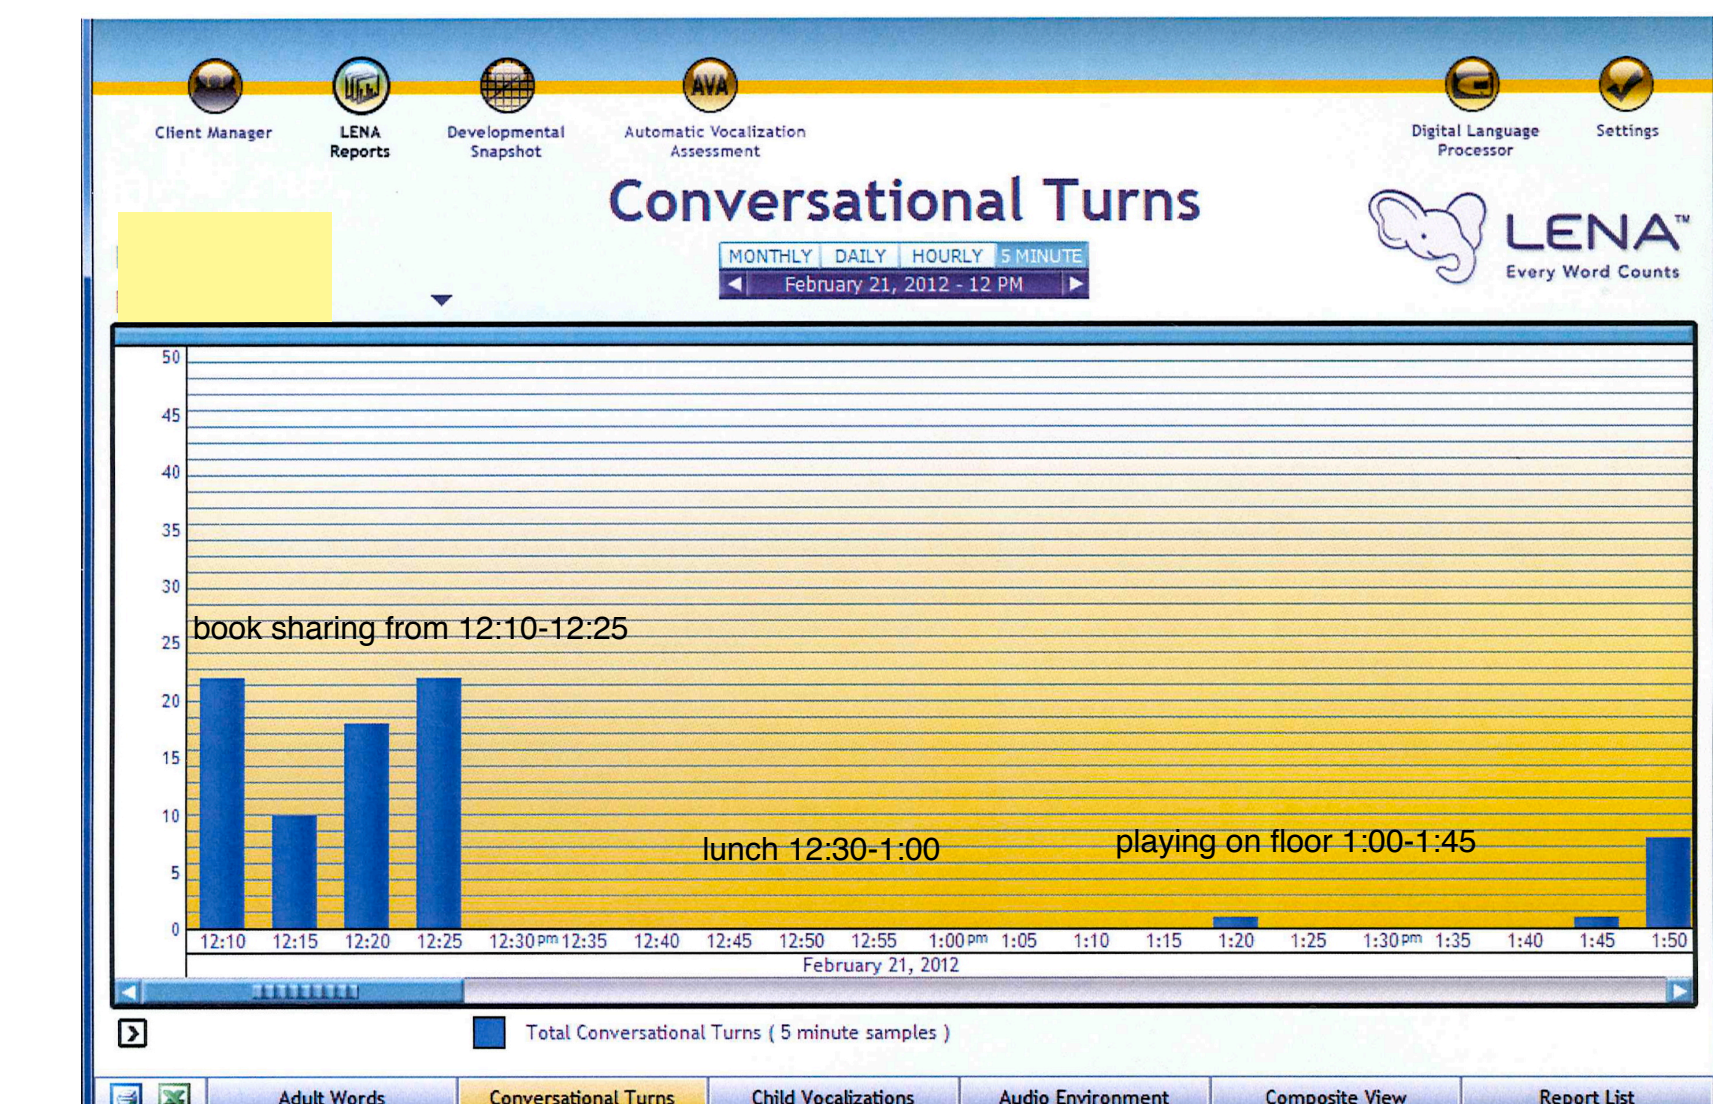 AVA
Client Manager
LENA
Reports
Developmental
Snapshot
Automatic Vocalization
Assessment
Digital Language
Processor
Settings
Conversational Turns
LENA™
Every Word Counts
MONTHLY DAILY HOURLY 5 MINUTE
February 21, 2012 - 12 PM
50
45
40
35
30
25
20
15
10
5
0
book sharing from 12:10-12:25
lunch 12:30-1:00
playing on floor 1:00-1:45
12:10 12:15 12:20 12:25 12:30 pm 12:35 12:40 12:45 12:50 12:55 1:00 pm 1:05 1:10 1:15 1:20 1:25 1:30 pm 1:35 1:40 1:45 1:50
February 21, 2012
Total Conversational Turns ( 5 minute samples )
Adult Words Conversational Turns Child Vocalizations Audio Environment Composite View Report List